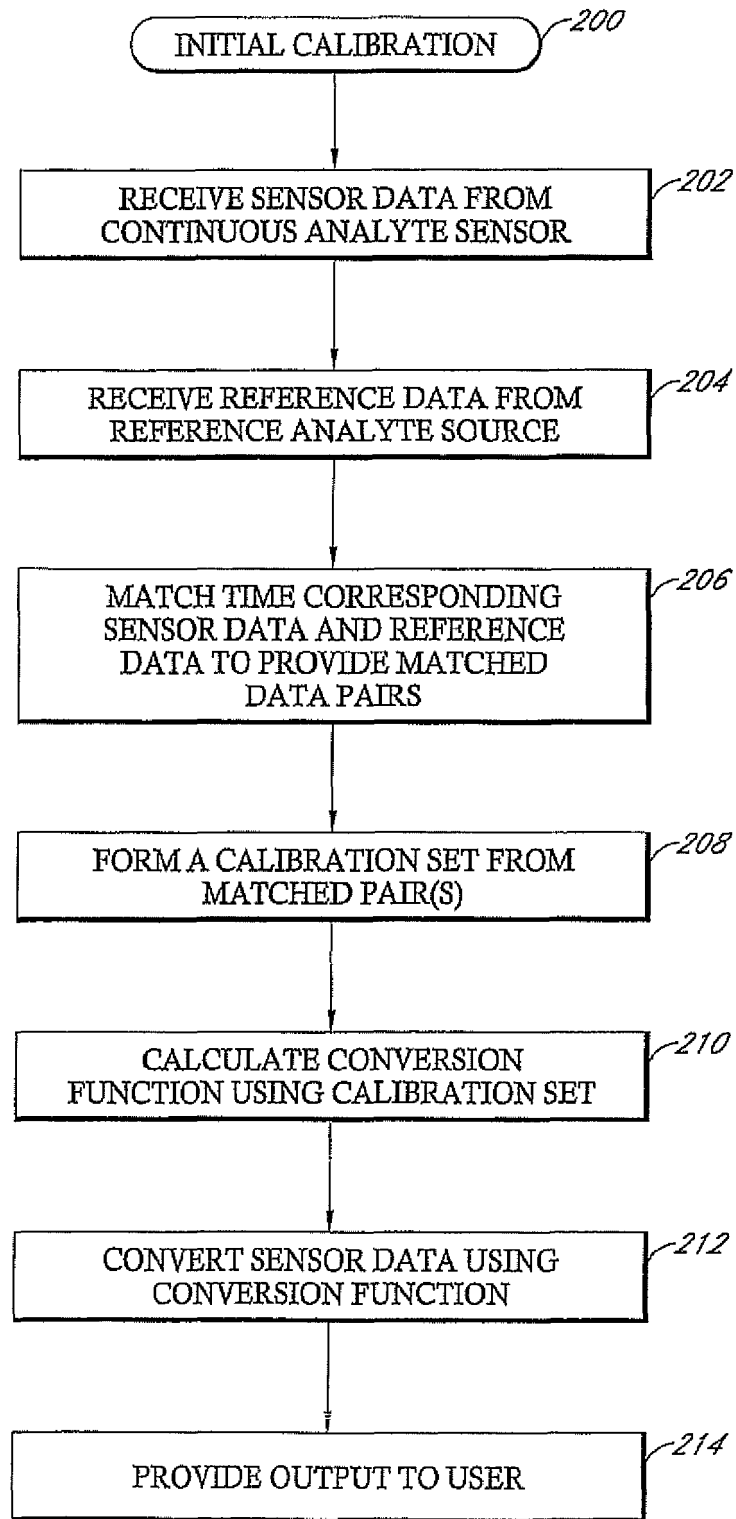 INITIAL CALIBRATION
200
RECEIVE SENSOR DATA FROM
CONTINUOUS ANALYTE SENSOR
202
RECEIVE REFERENCE DATA FROM
REFERENCE ANALYTE SOURCE
204
MATCH TIME CORRESPONDING
SENSOR DATA AND REFERENCE
DATA TO PROVIDE MATCHED
DATA PAIRS
206
FORM A CALIBRATION SET FROM
MATCHED PAIR(S)
208
CALCULATE CONVERSION
FUNCTION USING CALIBRATION SET
210
CONVERT SENSOR DATA USING
CONVERSION FUNCTION
212
PROVIDE OUTPUT TO USER
214